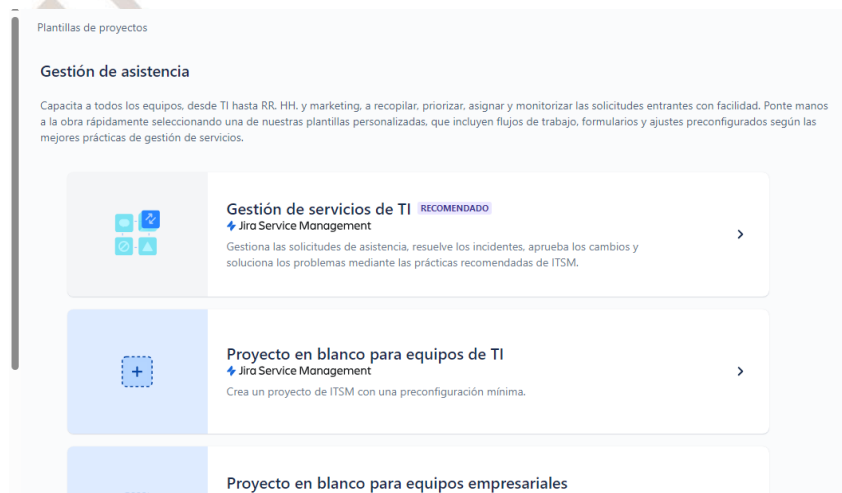 Plantillas de proyectos
Gestión de asistencia
Capacita a todos los equipos, desde TI hasta RR. HH. y marketing, a recopilar, priorizar, asignar y monitorizar las solicitudes entrantes con facilidad. Ponte manos
a la obra rápidamente seleccionando una de nuestras plantillas personalizadas, que incluyen flujos de trabajo, formularios y ajustes preconfigurados según las
mejores prácticas de gestión de servicios.
Gestión de servicios de TI RECOMENDADO
Jira Service Management
Gestiona las solicitudes de asistencia, resuelve los incidentes, aprueba los cambios y
soluciona los problemas mediante las prácticas recomendadas de ITSM.
Proyecto en blanco para equipos de TI
Jira Service Management
Crea un proyecto de ITSM con una preconfiguración mínima.
Proyecto en blanco para equipos empresariales